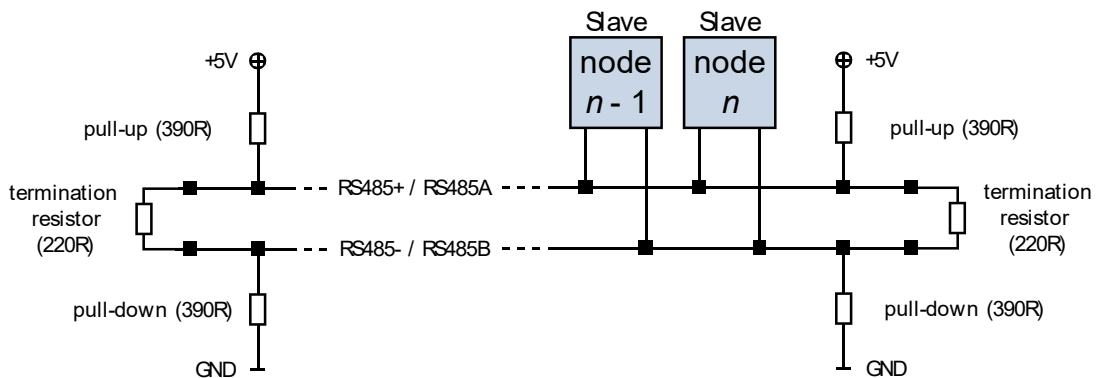 Slave
Slave
node
n - 1
node
n
+5V
+5V
pull-up (390R)
pull-up (390R)
RS485+ / RS485A
termination
resistor
(220R)
termination
resistor
(220R)
RS485- / RS485B
pull-down (390R)
pull-down (390R)
GND
GND